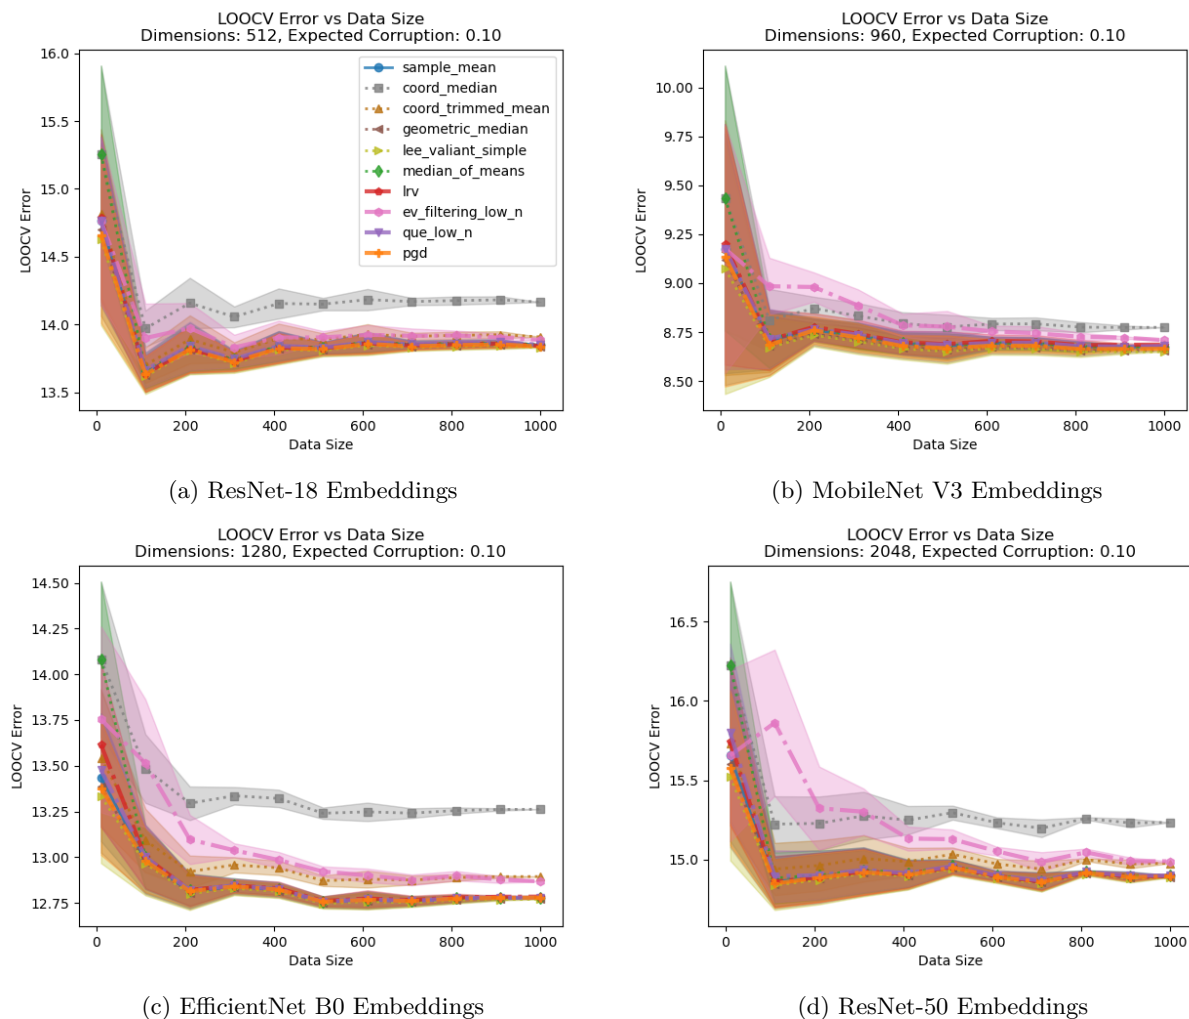 LOOCV Error vs Data Size
Dimensions: 512, Expected Corruption: 0.10
16.0
15.5
15.0
14.5
14.0
13.5
LOOCV Error
0 200 400 600 800 1000
Data Size
sample_mean
coord_median
coord_trimmed_mean
geometric_median
lee_valiant_simple
median_of_means
lrv
ev_filtering_low_n
que_low_n
pgd
(a) ResNet-18 Embeddings
LOOCV Error vs Data Size
Dimensions: 960, Expected Corruption: 0.10
10.00
9.75
9.50
9.25
9.00
8.75
8.50
LOOCV Error
0 200 400 600 800 1000
Data Size
(b) MobileNet V3 Embeddings
LOOCV Error vs Data Size
Dimensions: 1280, Expected Corruption: 0.10
14.50
14.25
14.00
13.75
13.50
13.25
13.00
12.75
LOOCV Error
0 200 400 600 800 1000
Data Size
(c) EfficientNet B0 Embeddings
LOOCV Error vs Data Size
Dimensions: 2048, Expected Corruption: 0.10
16.5
16.0
15.5
15.0
LOOCV Error
0 200 400 600 800 1000
Data Size
(d) ResNet-50 Embeddings